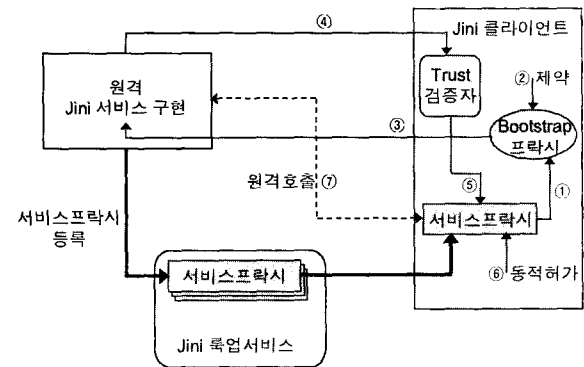 ④
Jini 클라이언트
원격
Jini 서비스 구현
Trust
검증자
② 제약
③
Bootstrap
프락시
원격호출 ⑦
⑤
①
서비스프락시
등록
서비스프락시
⑥ 동적허가
서비스프락시
Jini 룩업서비스